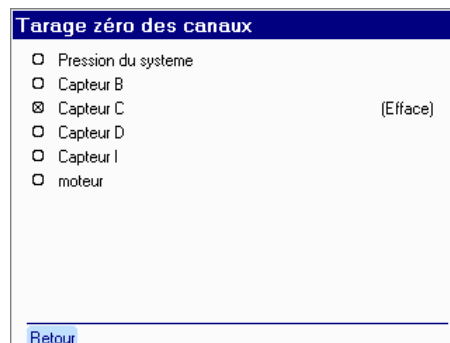 Tarage zéro des canaux
Pression du systeme
Capteur B
Capteur C (Efface)
Capteur D
Capteur I
moteur
Retour